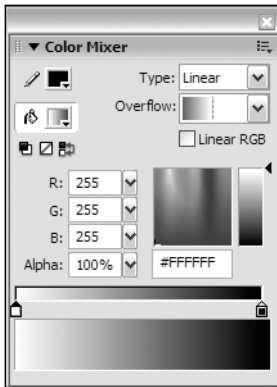 Color Mixer
Type: Linear
Overflow:
Linear RGB
R: 255
G: 255
B: 255
Alpha: 100% #FFFFFF